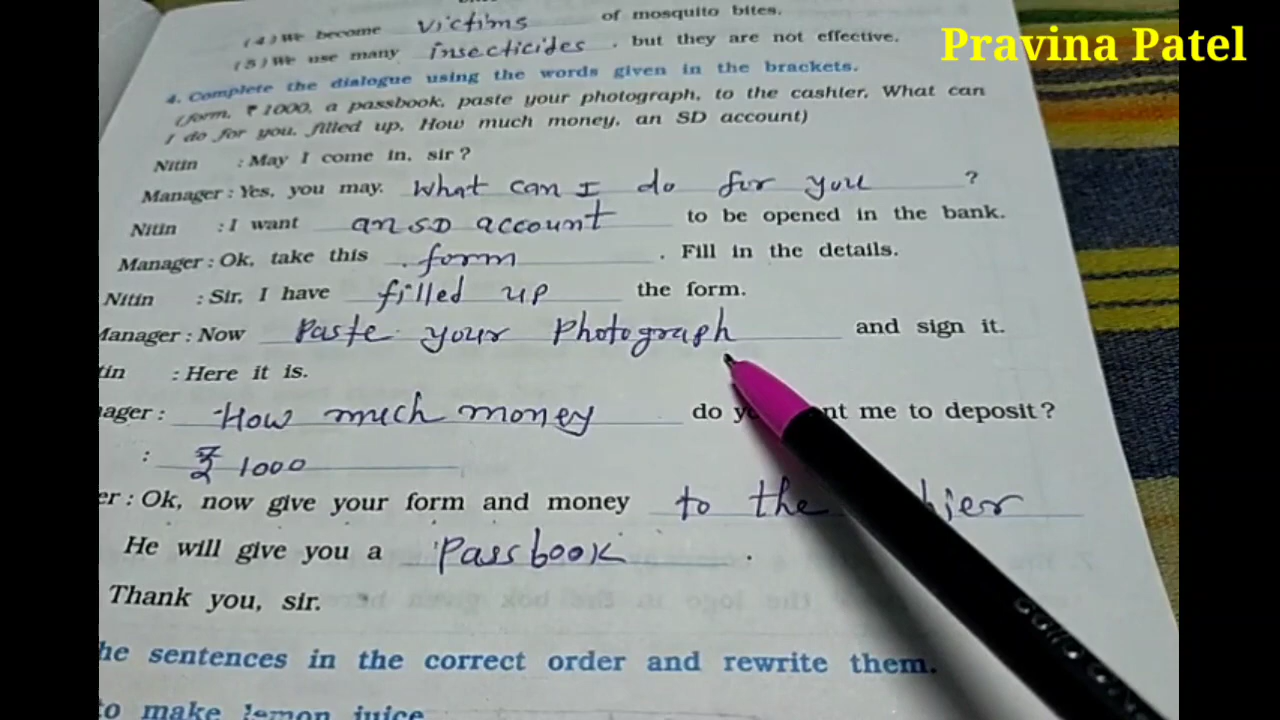 Pravina Patel
(4) We become victims of mosquito bites.
(5) We use many insecticides, but they are not effective.
4. Complete the dialogue using the words given in the brackets.
(form, ₹ 1000, a passbook, paste your photograph, to the cashier, What can
I do for you, filled up, How much money, an SD account)
Nitin : May I come in, sir?
Manager : Yes, you may. What can I do for you ?
Nitin : I want an SD account to be opened in the bank.
Manager : Ok, take this form . Fill in the details.
Nitin : Sir, I have filled up the form.
Manager : Now Paste your Photograph and sign it.
tin : Here it is.
ager : How much money do me to deposit?
: ₹ 1000
er : Ok, now give your form and money to the hier
He will give you a Passbook .
Thank you, sir.
he sentences in the correct order and rewrite them.
to make lemon juice